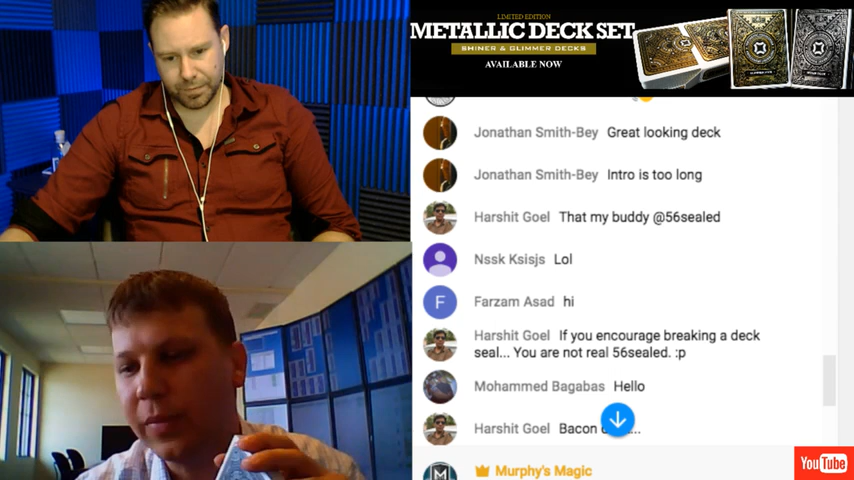 LIMITED EDITION
METALLIC DECK SET
SHINER & GLIMMER DECKS
AVAILABLE NOW
Jonathan Smith-Bey Great looking deck
Jonathan Smith-Bey Intro is too long
Harshit Goel That my buddy @56sealed
Nssk Ksisjs Lol
F Farzam Asad hi
Harshit Goel If you encourage breaking a deck
seal... You are not real 56sealed. :p
Mohammed Bagabas Hello
Harshit Goel Bacon
M Murphy's Magic
YouTube